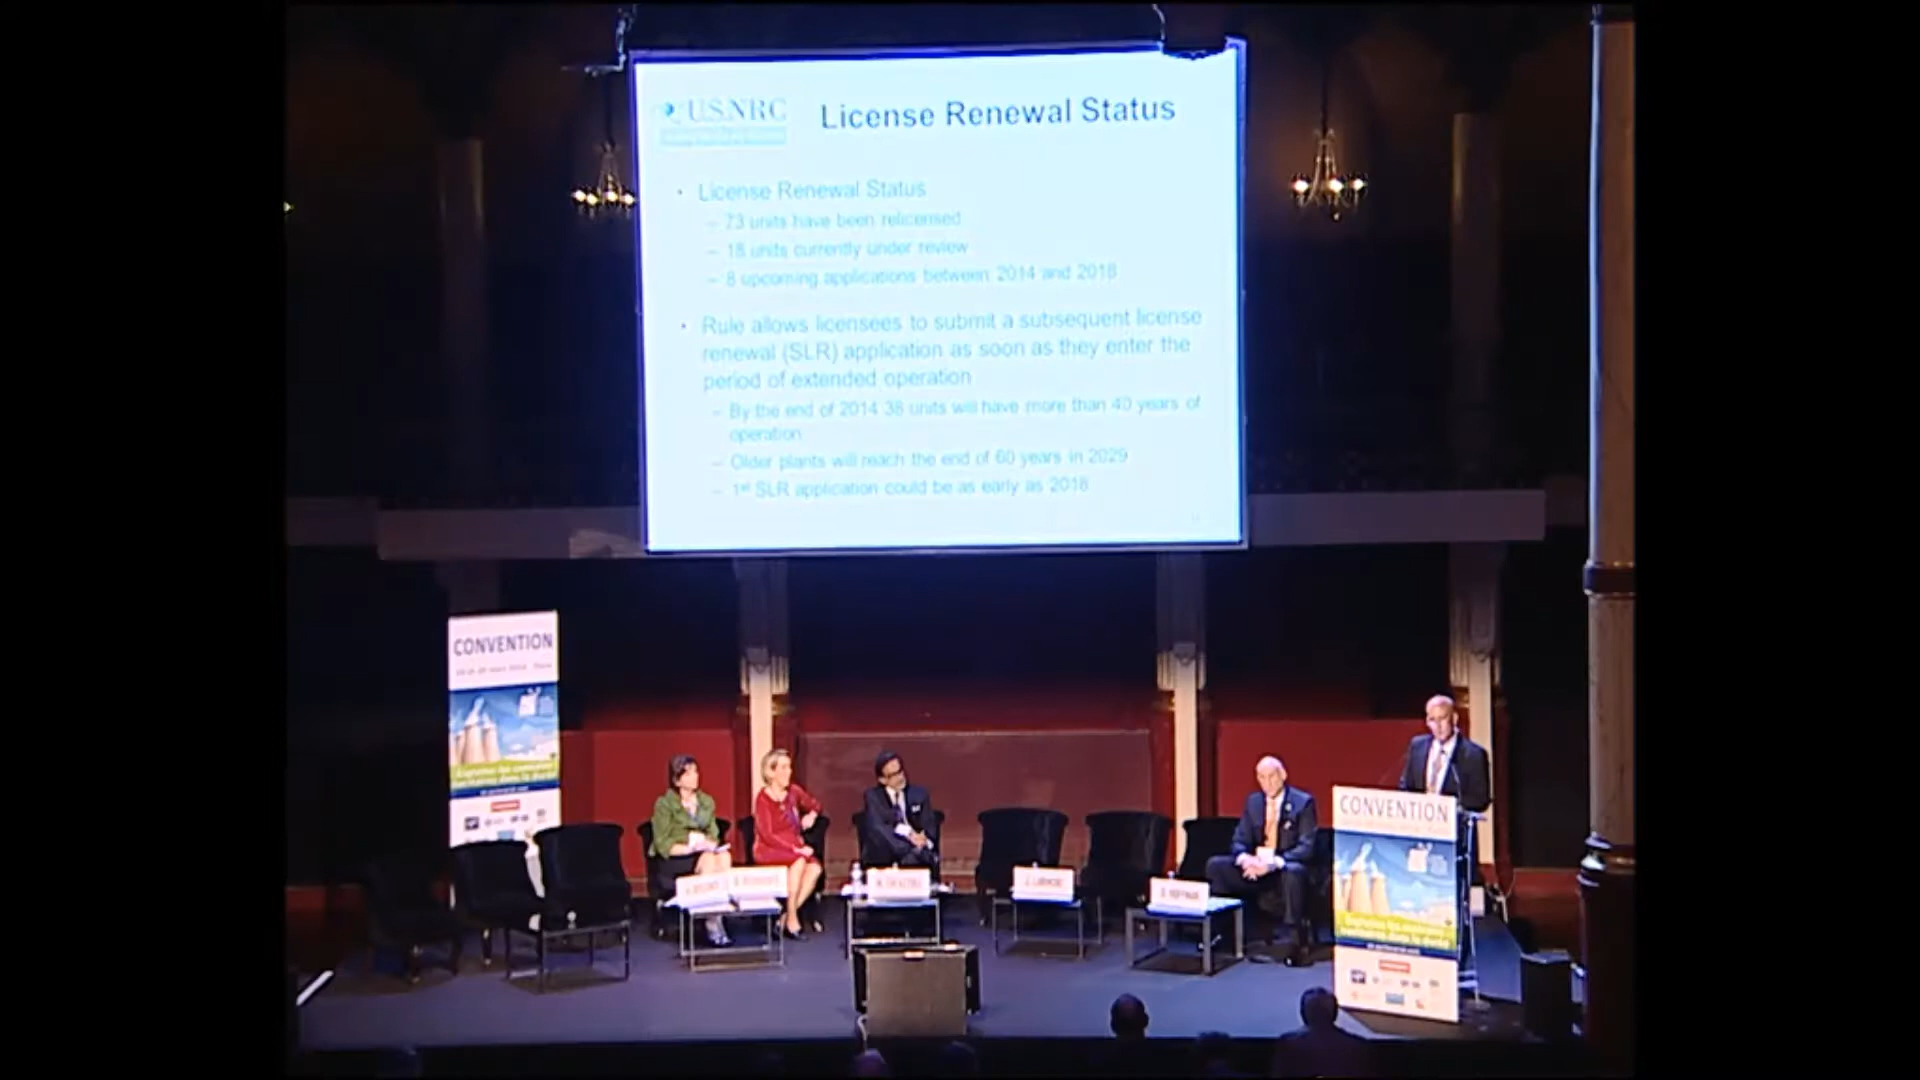 U.S.NRC
License Renewal Status
• License Renewal Status
– 73 units have been relicensed
– 18 units currently under review
– 8 upcoming applications between 2014 and 2018
• Rule allows licensees to submit a subsequent license
renewal (SLR) application as soon as they enter the
period of extended operation
– By the end of 2014 38 units will have more than 40 years of
operation
– Older plants will reach the end of 60 years in 2029
– 1st SLR application could be as early as 2018
CONVENTION
CONVENTION